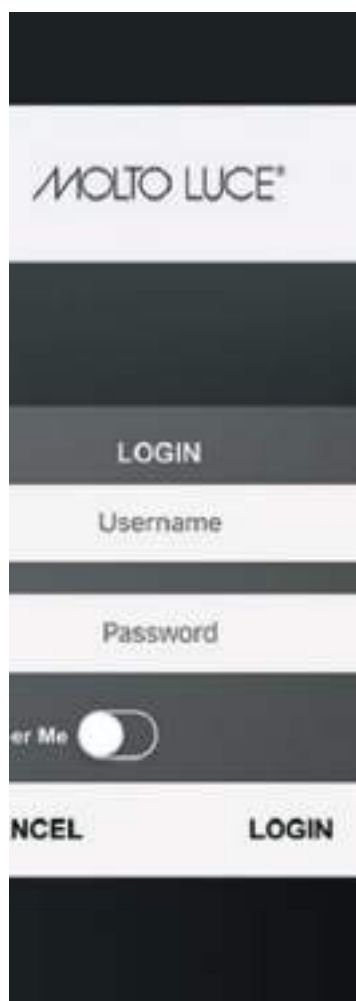 MOLTO LUCE®
LOGIN
Username
Password
er Me
NCEL LOGIN